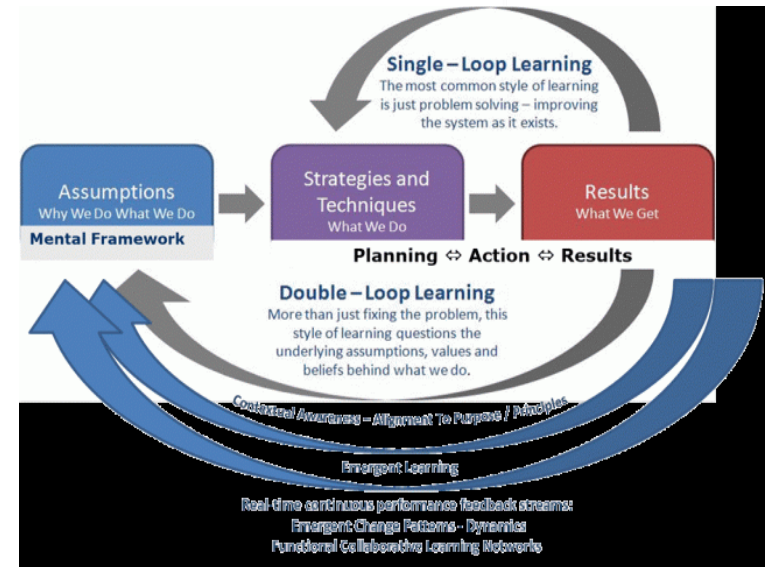 Single – Loop Learning
The most common style of learning
is just problem solving – improving
the system as it exists.
Assumptions
Why We Do What We Do
Mental Framework
Strategies and
Techniques
What We Do
Results
What We Get
Planning ⇔ Action ⇔ Results
Double – Loop Learning
More than just fixing the problem, this
style of learning questions the
underlying assumptions, values and
beliefs behind what we do.
Contextual Awareness – Alignment To Purpose / Principles
Emergent Learning
Real-time continuous performance feedback streams:
Emergent Change Patterns - Dynamics
Functional Collaborative Learning Networks